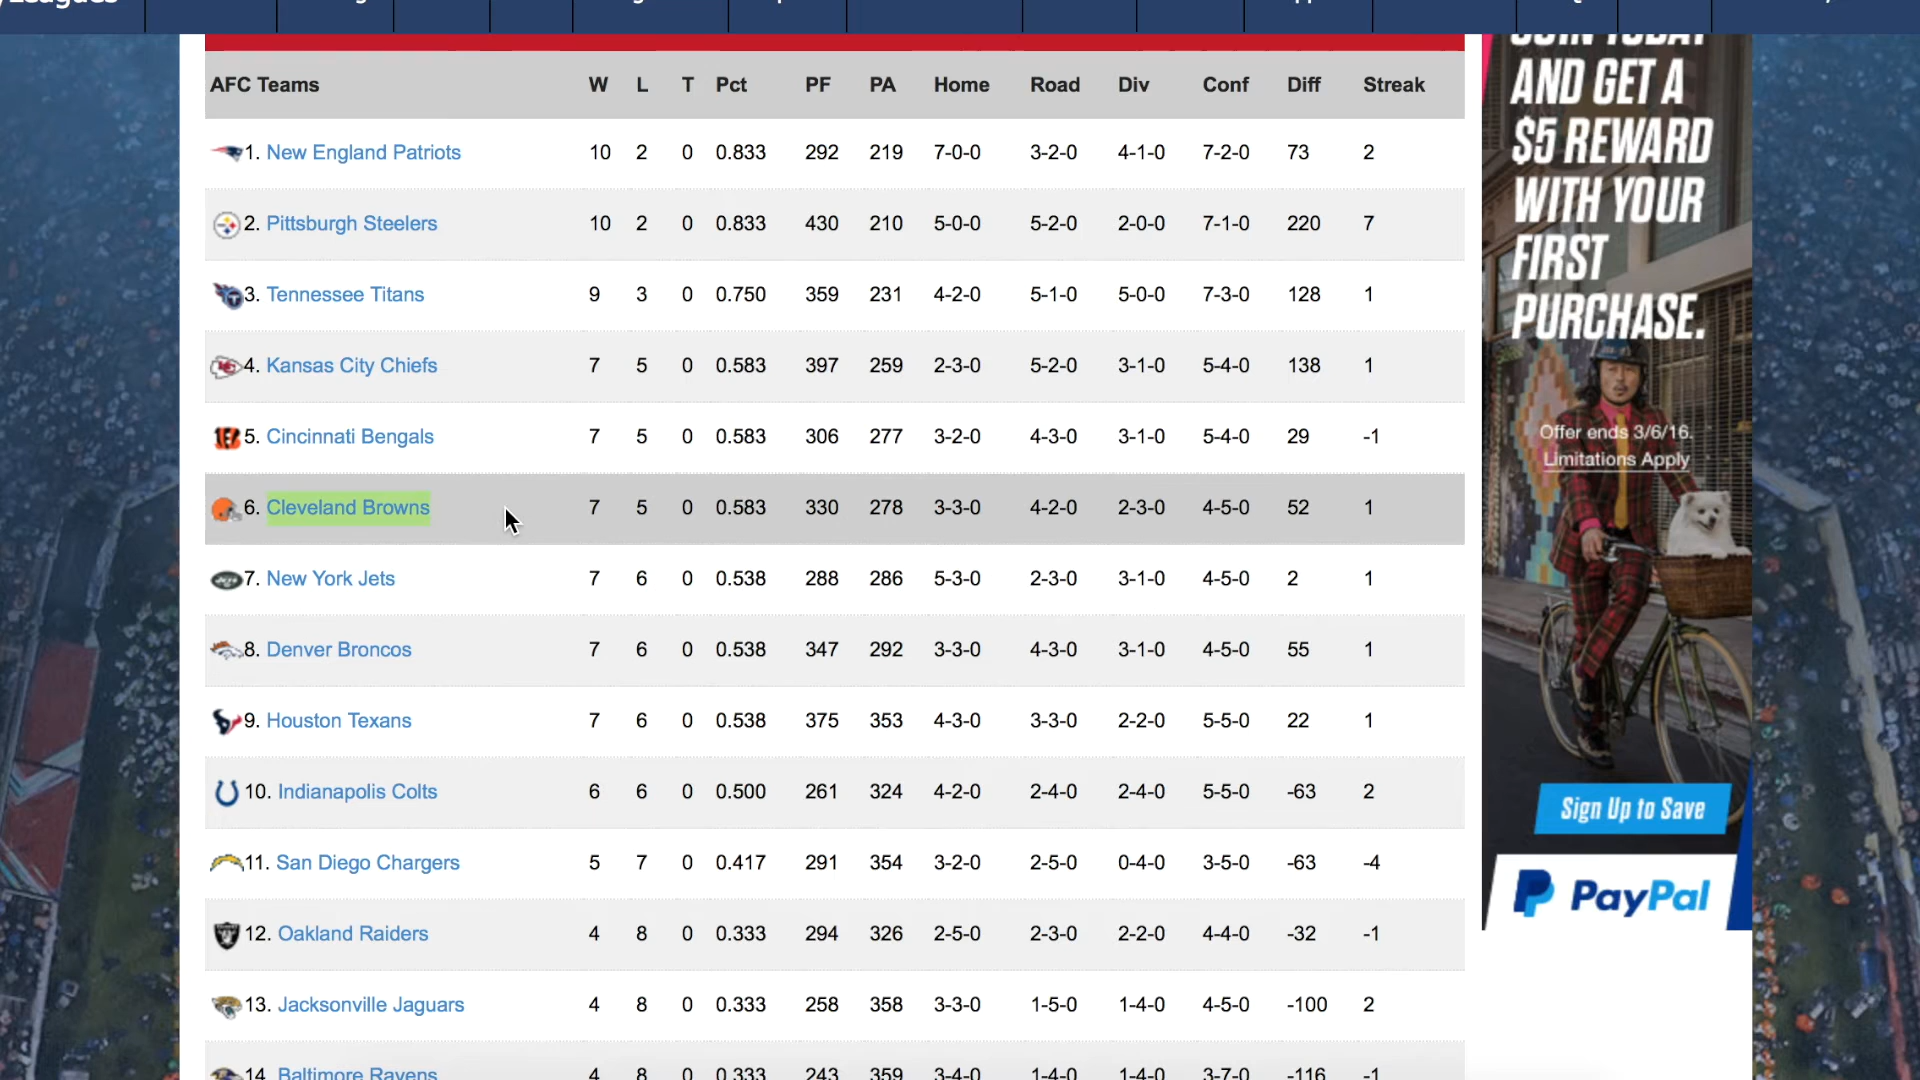 AFC Teams W L T Pct PF PA Home Road Div Conf Diff Streak
1. New England Patriots 10 2 0 0.833 292 219 7-0-0 3-2-0 4-1-0 7-2-0 73 2
2. Pittsburgh Steelers 10 2 0 0.833 430 210 5-0-0 5-2-0 2-0-0 7-1-0 220 7
3. Tennessee Titans 9 3 0 0.750 359 231 4-2-0 5-1-0 5-0-0 7-3-0 128 1
4. Kansas City Chiefs 7 5 0 0.583 397 259 2-3-0 5-2-0 3-1-0 5-4-0 138 1
5. Cincinnati Bengals 7 5 0 0.583 306 277 3-2-0 4-3-0 3-1-0 5-4-0 29 -1
6. Cleveland Browns 7 5 0 0.583 330 278 3-3-0 4-2-0 2-3-0 4-5-0 52 1
7. New York Jets 7 6 0 0.538 288 286 5-3-0 2-3-0 3-1-0 4-5-0 2 1
8. Denver Broncos 7 6 0 0.538 347 292 3-3-0 4-3-0 3-1-0 4-5-0 55 1
9. Houston Texans 7 6 0 0.538 375 353 4-3-0 3-3-0 2-2-0 5-5-0 22 1
10. Indianapolis Colts 6 6 0 0.500 261 324 4-2-0 2-4-0 2-4-0 5-5-0 -63 2
11. San Diego Chargers 5 7 0 0.417 291 354 3-2-0 2-5-0 0-4-0 3-5-0 -63 -4
12. Oakland Raiders 4 8 0 0.333 294 326 2-5-0 2-3-0 2-2-0 4-4-0 -32 -1
13. Jacksonville Jaguars 4 8 0 0.333 258 358 3-3-0 1-5-0 1-4-0 4-5-0 -100 2
14. Baltimore Ravens 4 8 0 0.333 243 359 3-4-0 1-4-0 1-4-0 3-7-0 -116 -1
JOIN TODAY
AND GET A
$5 REWARD
WITH YOUR
FIRST
PURCHASE.
Offer ends 3/6/16.
Limitations Apply
Sign Up to Save
PayPal